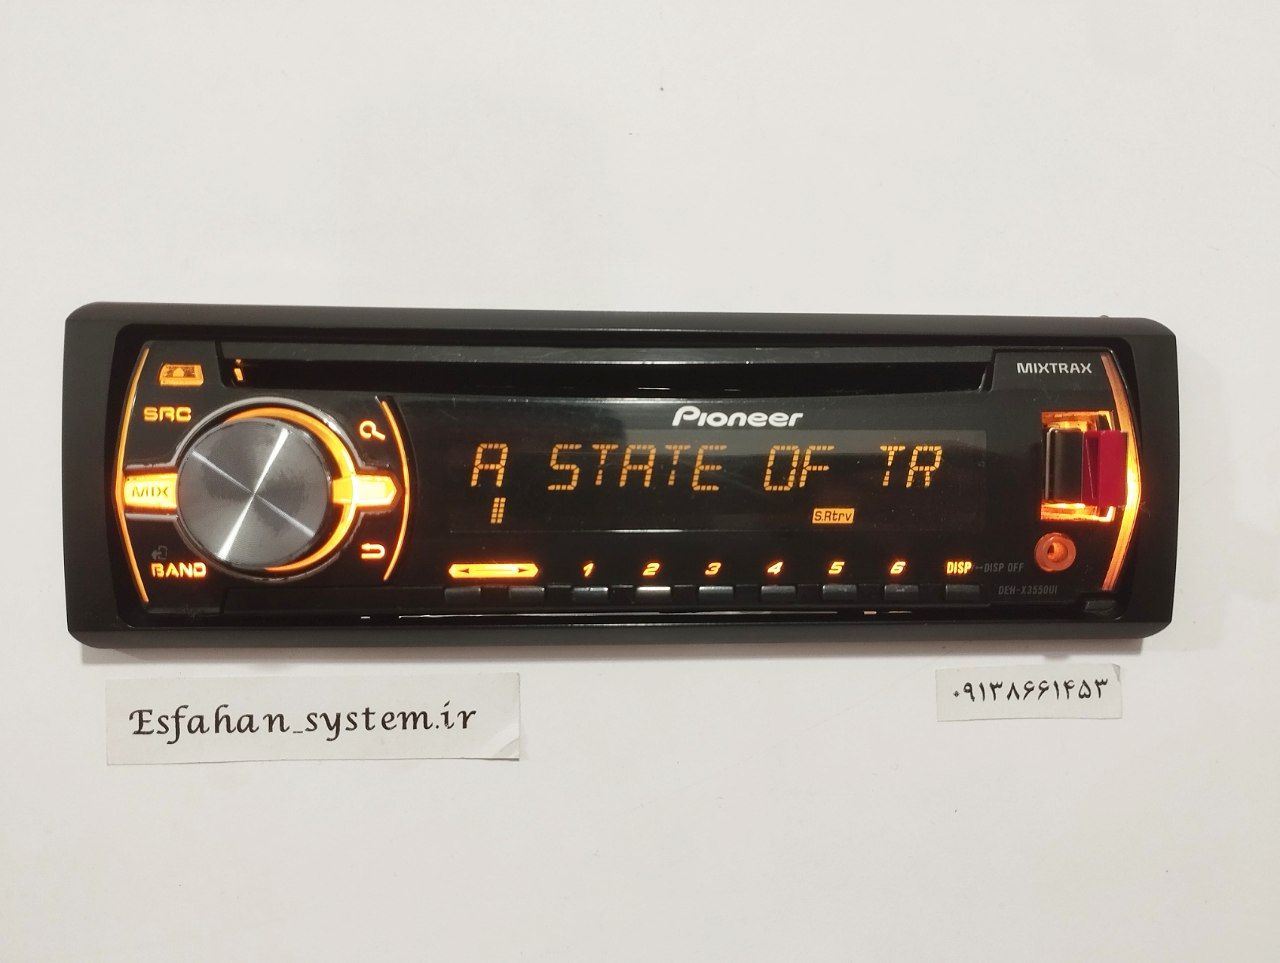 MIXTRAX
SRC
Pioneer
A STATE OF TR
MIX
S.Rtrv
BAND
1 2 3 4 5 6 DISP DISP OFF
DEH-X3550UI
Esfahan_system.ir
۰۹۱۳۸۶۶۱۴۵۳